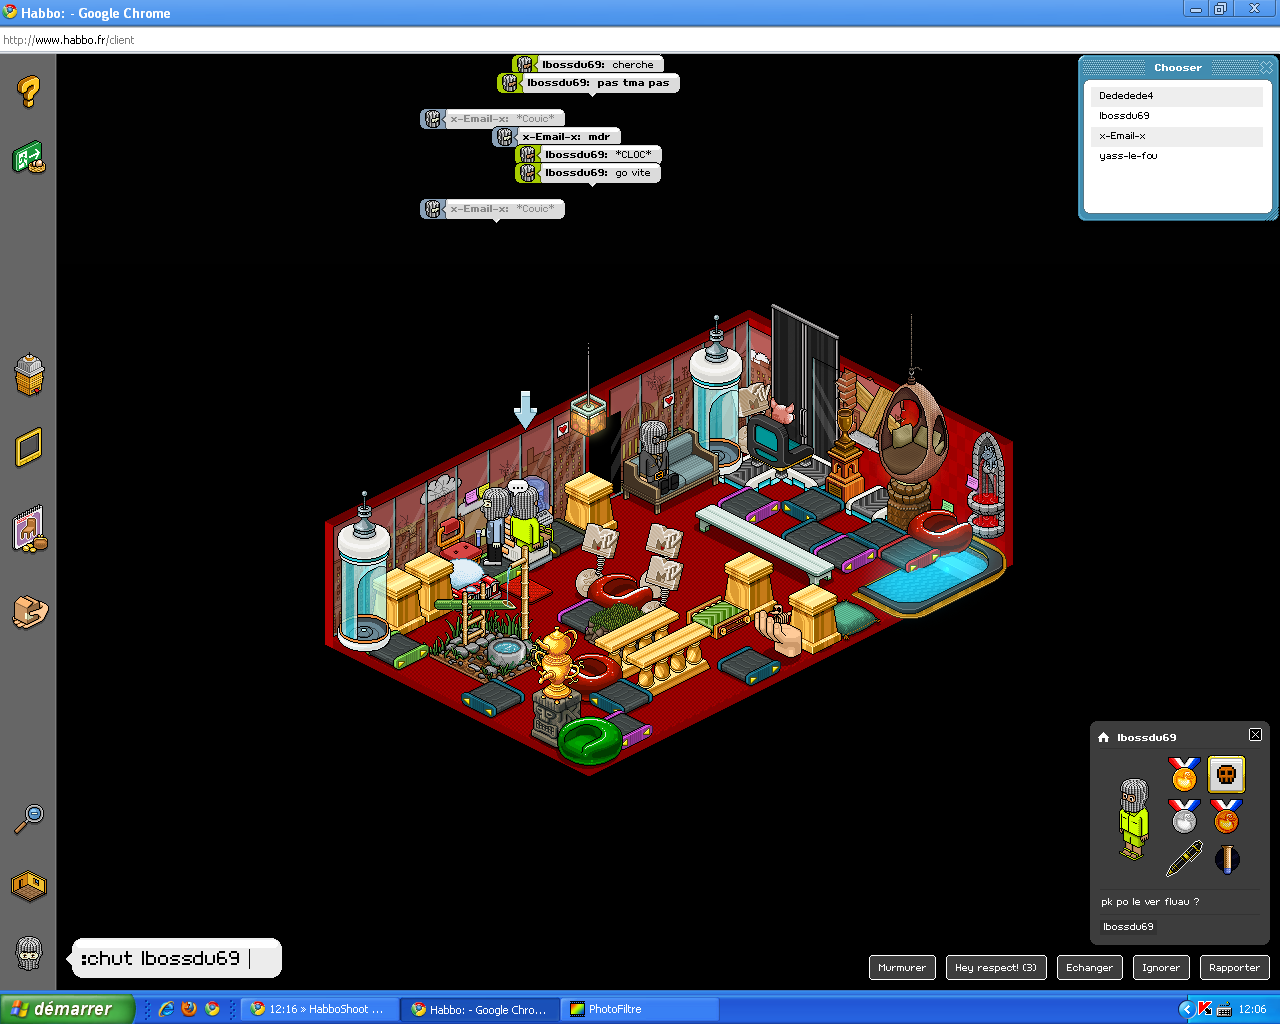 Habbo: - Google Chrome
http://www.habbo.fr/client
lbossdu69: cherche
lbossdu69: pas tma pas
x-Email-x: *Couic*
x-Email-x: mdr
lbossdu69: *CLOC*
lbossdu69: go vite
x-Email-x: *Couic*
Chooser
Dededede4
lbossdu69
x-Email-x
yass-le-fou
MTV
MTV
MTV
lbossdu69
pk po le ver fluau ?
lbossdu69
:chut lbossdu69
Murmurer
Hey respect! (3)
Echanger
Ignorer
Rapporter
démarrer
12:16 » HabboShoot ...
Habbo: - Google Chro...
PhotoFiltre
12:06